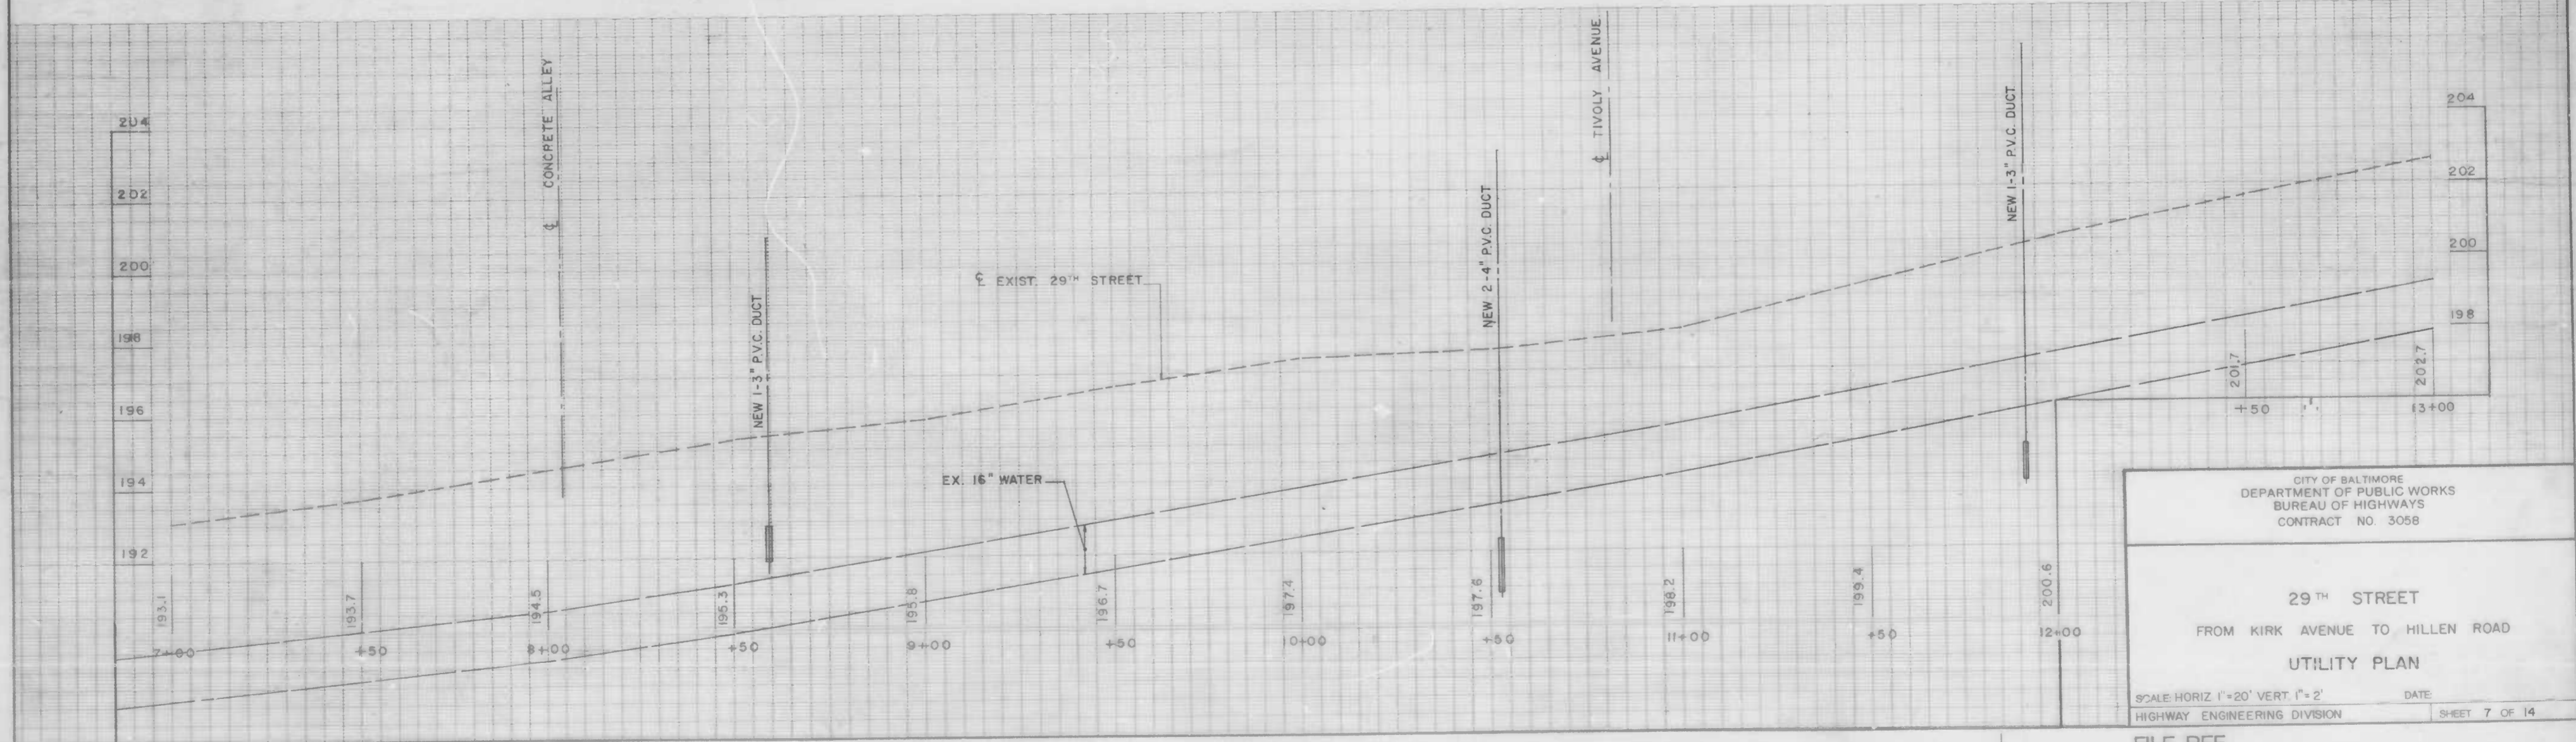 204
202
200
198
196
194
192
℄ CONCRETE ALLEY
NEW 1-3" P.V.C. DUCT
℄ EXIST. 29TH STREET
EX. 16" WATER
NEW 2-4" P.V.C. DUCT
℄ TIVOLY AVENUE
NEW 1-3" P.V.C. DUCT
204
202
200
198
193.1
193.7
194.5
195.3
195.8
196.7
197.4
197.6
198.2
199.4
200.6
201.7
202.7
7+00
+50
8+00
+50
9+00
+50
10+00
+50
11+00
+50
12+00
+50
13+00
CITY OF BALTIMORE
DEPARTMENT OF PUBLIC WORKS
BUREAU OF HIGHWAYS
CONTRACT NO. 3058
29TH STREET
FROM KIRK AVENUE TO HILLEN ROAD
UTILITY PLAN
SCALE: HORIZ. 1"=20' VERT. 1"=2' DATE
HIGHWAY ENGINEERING DIVISION SHEET 7 OF 14